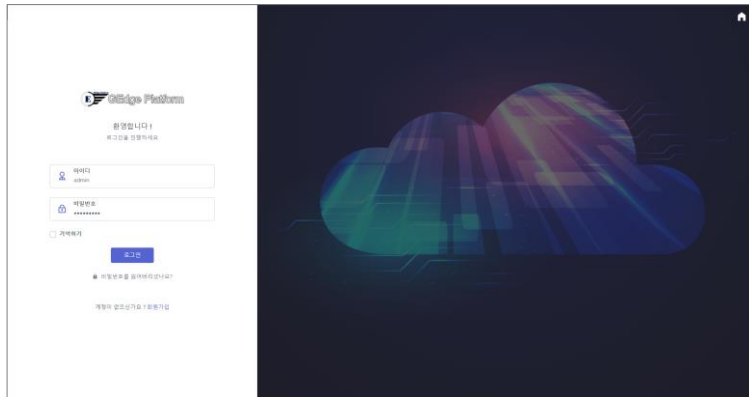 GEdge Platform
환영합니다 !
로그인을 진행하세요
아이디
admin
비밀번호
*********
기억하기
로그인
비밀번호를 잃어버리셨나요?
계정이 없으신가요 ? 회원가입